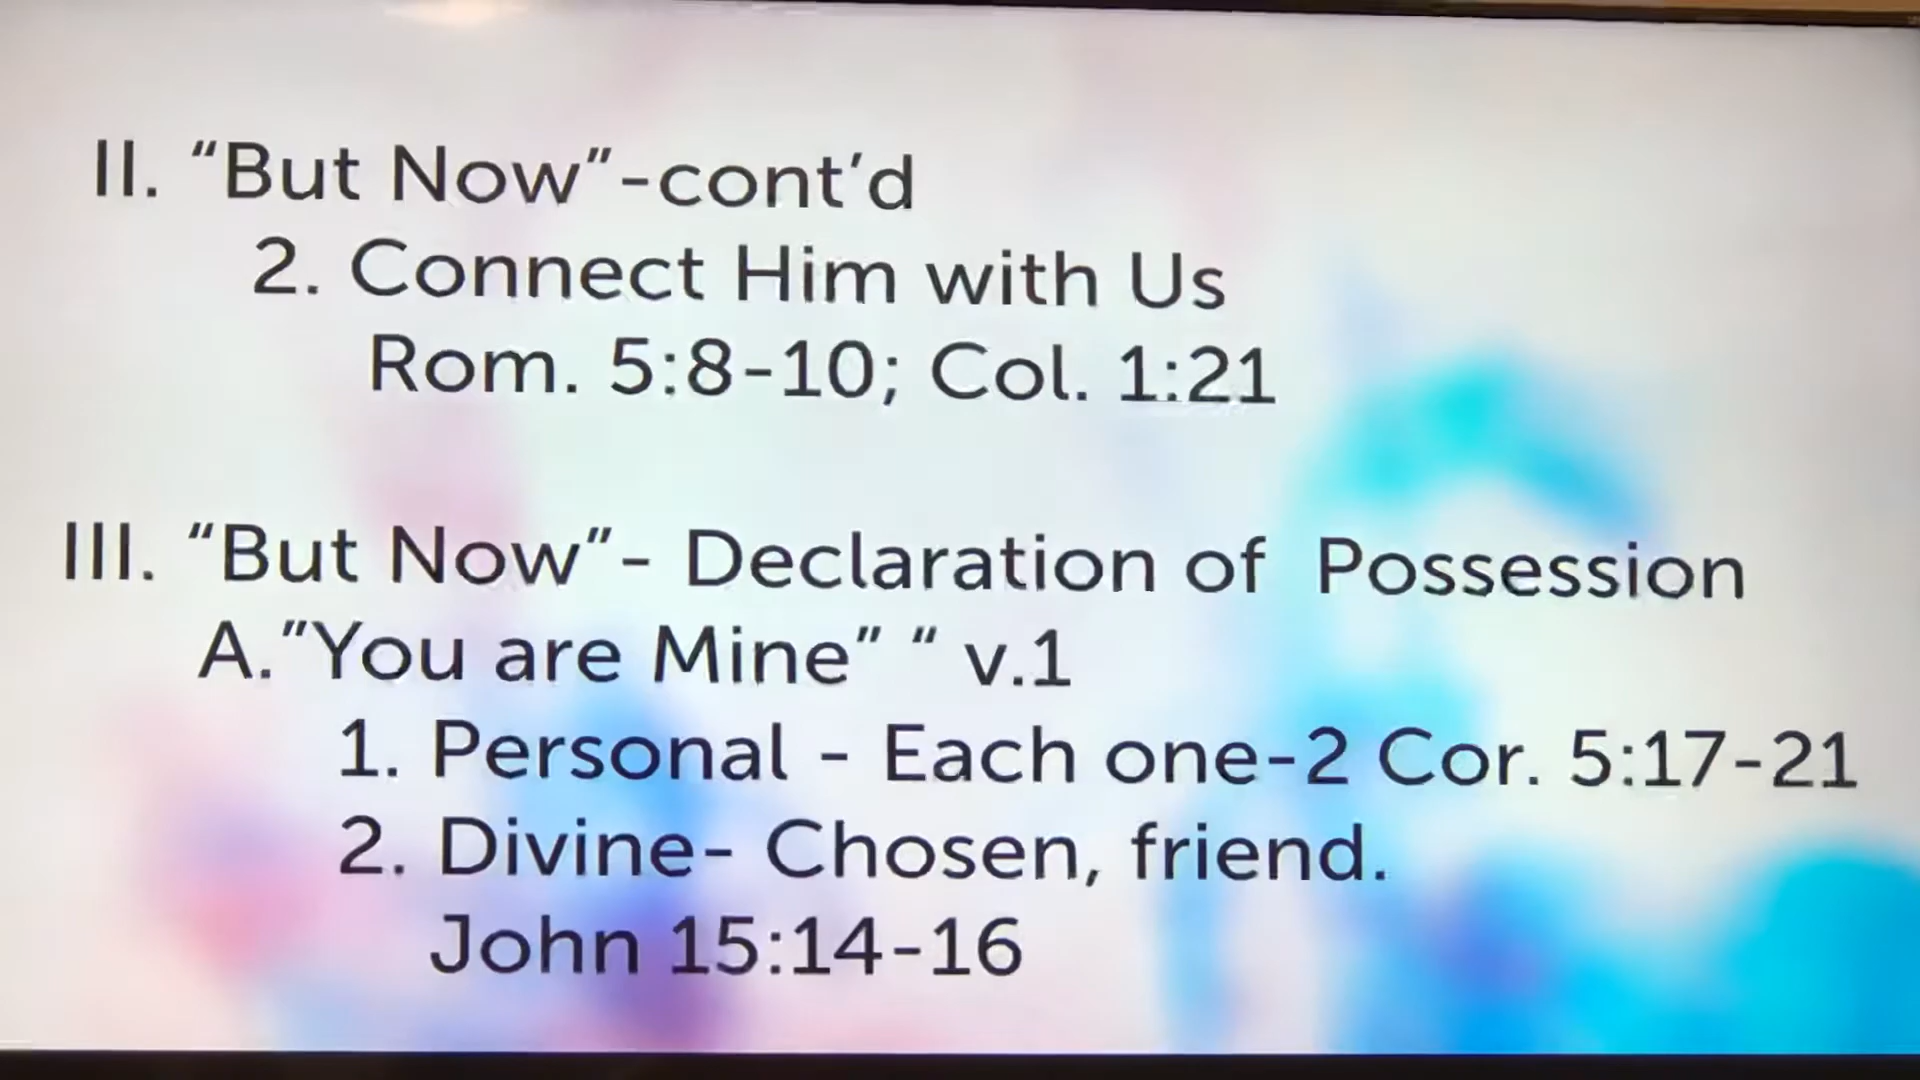 II. “But Now”-cont’d
2. Connect Him with Us
Rom. 5:8-10; Col. 1:21
III. “But Now”- Declaration of  Possession
A.”You are Mine” “ v.1
1. Personal - Each one-2 Cor. 5:17-21
2. Divine- Chosen, friend.
John 15:14-16